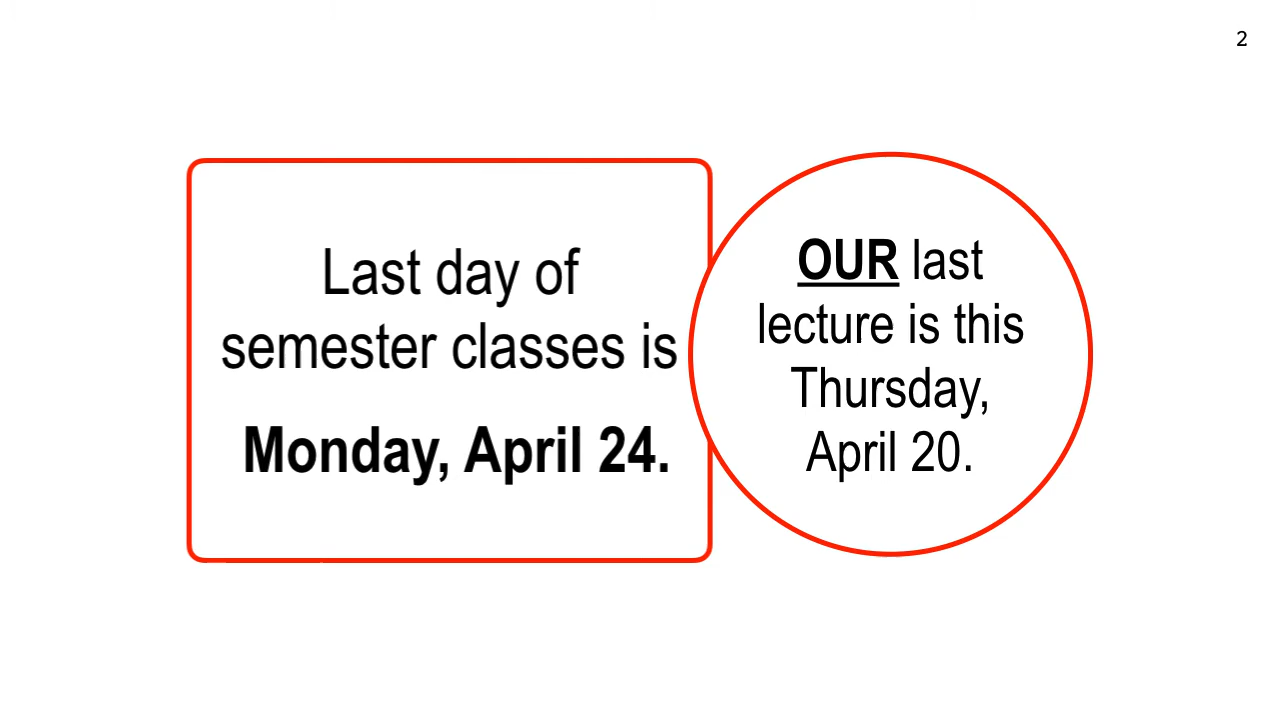 2
Last day of
semester classes is
Monday, April 24.
OUR last
lecture is this
Thursday,
April 20.